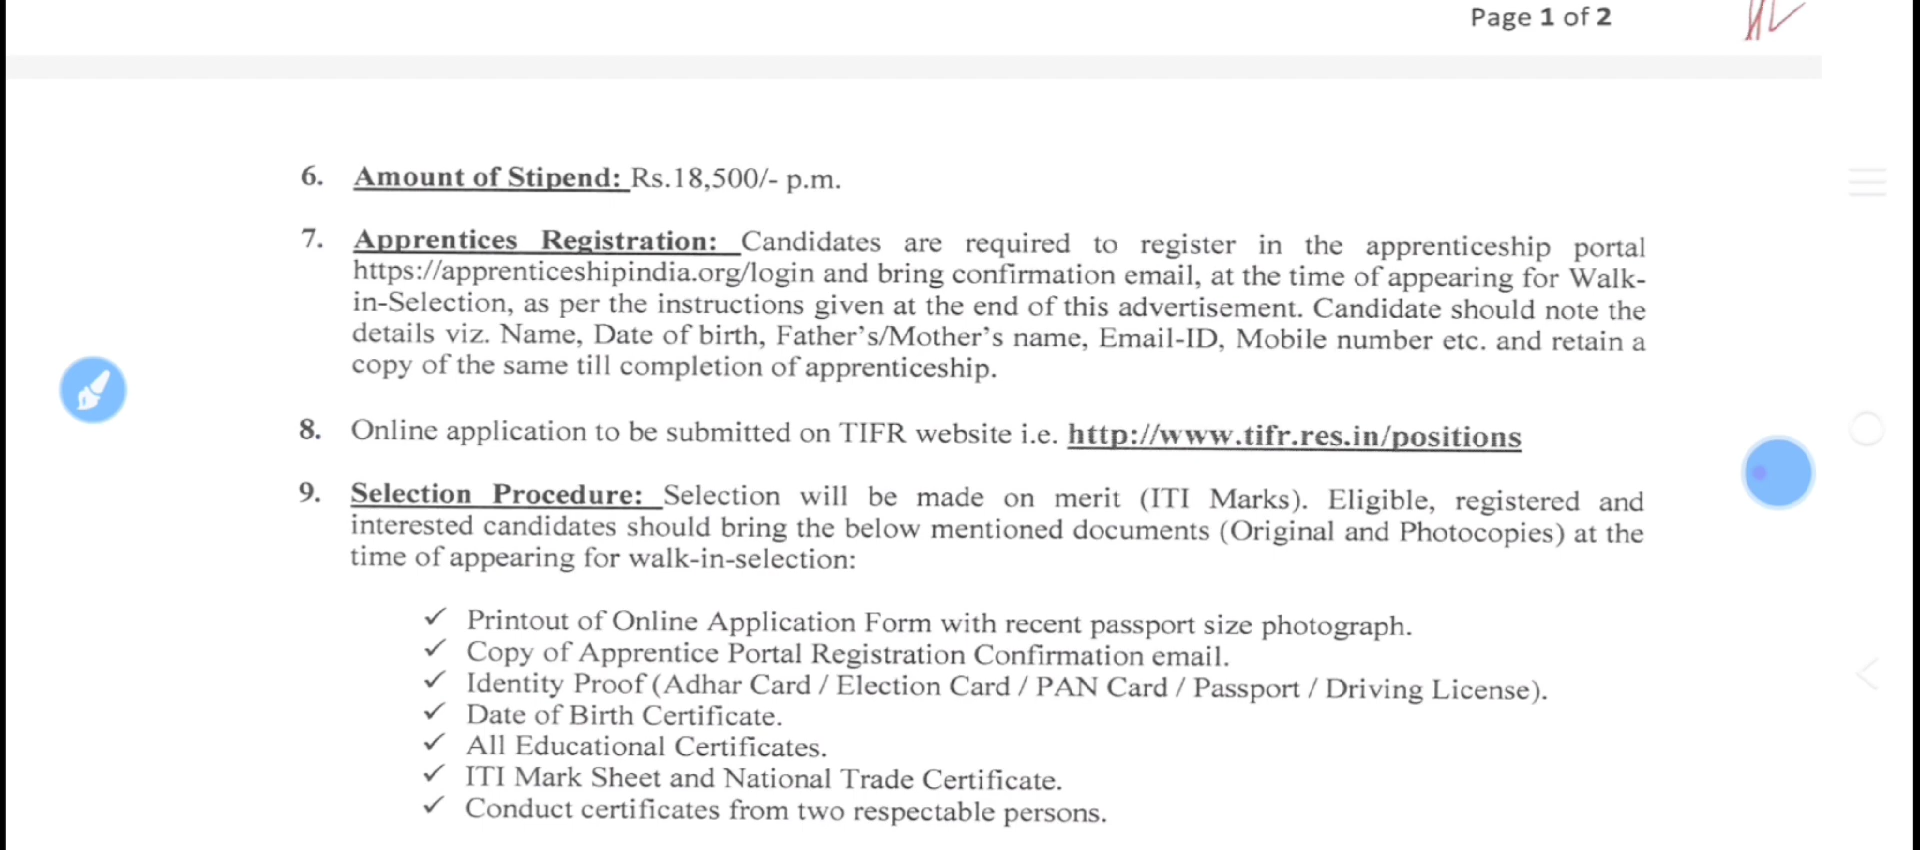 Page 1 of 2
6. Amount of Stipend: Rs.18,500/- p.m.
7. Apprentices Registration: Candidates are required to register in the apprenticeship portal
https://apprenticeshipindia.org/login and bring confirmation email, at the time of appearing for Walk-
in-Selection, as per the instructions given at the end of this advertisement. Candidate should note the
details viz. Name, Date of birth, Father's/Mother's name, Email-ID, Mobile number etc. and retain a
copy of the same till completion of apprenticeship.
8. Online application to be submitted on TIFR website i.e. http://www.tifr.res.in/positions
9. Selection Procedure: Selection will be made on merit (ITI Marks). Eligible, registered and
interested candidates should bring the below mentioned documents (Original and Photocopies) at the
time of appearing for walk-in-selection:
✓ Printout of Online Application Form with recent passport size photograph.
✓ Copy of Apprentice Portal Registration Confirmation email.
✓ Identity Proof (Adhar Card / Election Card / PAN Card / Passport / Driving License).
✓ Date of Birth Certificate.
✓ All Educational Certificates.
✓ ITI Mark Sheet and National Trade Certificate.
✓ Conduct certificates from two respectable persons.